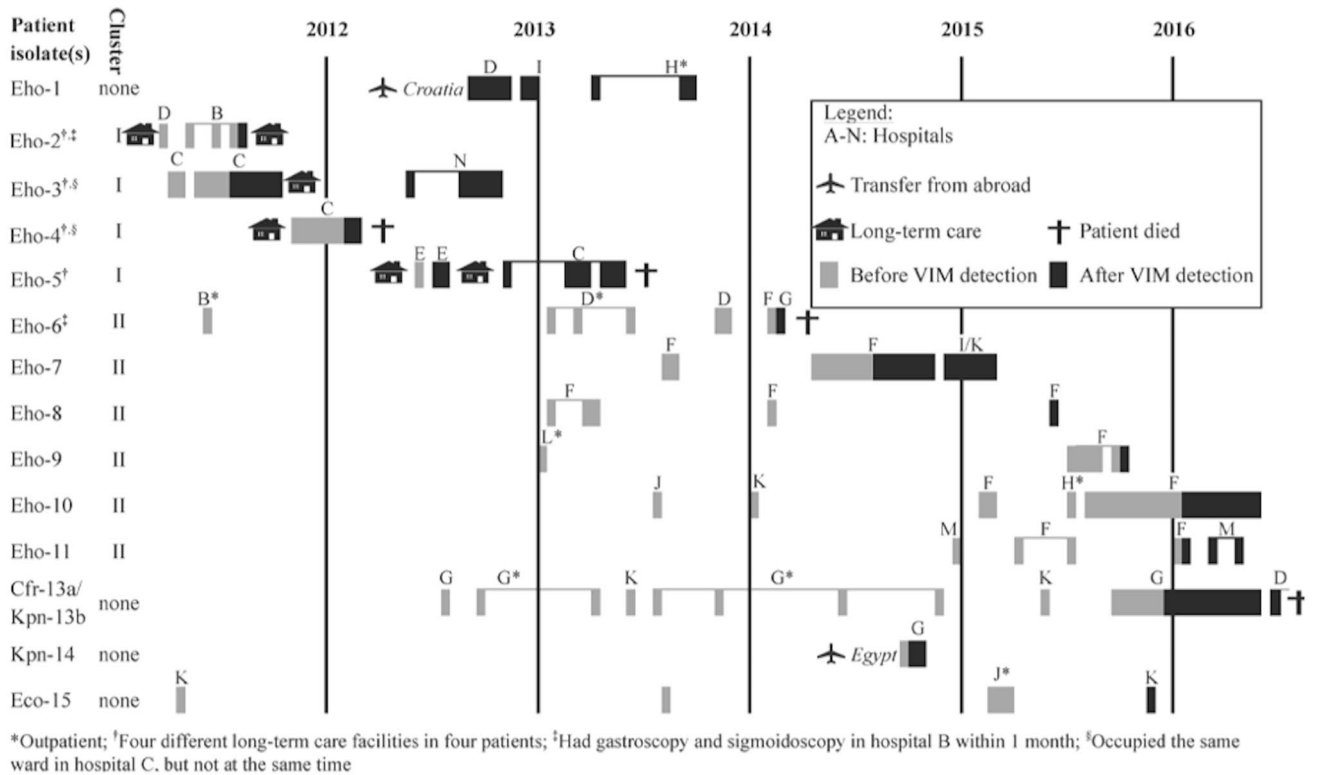 Patient isolate(s) Cluster 2012 2013 2014 2015 2016
D I H*
Eho-1 none Croatia
Legend:
A-N: Hospitals
Transfer from abroad
Long-term care Patient died
Before VIM detection After VIM detection
D B
Eho-2†,‡ I
C C N
Eho-3†,§ I
C
Eho-4†,§ I
E E C
Eho-5† I
B* D* D F G
Eho-6‡ II
F F I/K
Eho-7 II
F F F
Eho-8 II
L* F
Eho-9 II
J K F H* F
Eho-10 II
M F F M
Eho-11 II
G G* K G* K G D
Cfr-13a/
Kpn-13b none
G
Kpn-14 none Egypt
K J* K
Eco-15 none
*Outpatient; †Four different long-term care facilities in four patients; ‡Had gastroscopy and sigmoidoscopy in hospital B within 1 month; §Occupied the same
ward in hospital C, but not at the same time